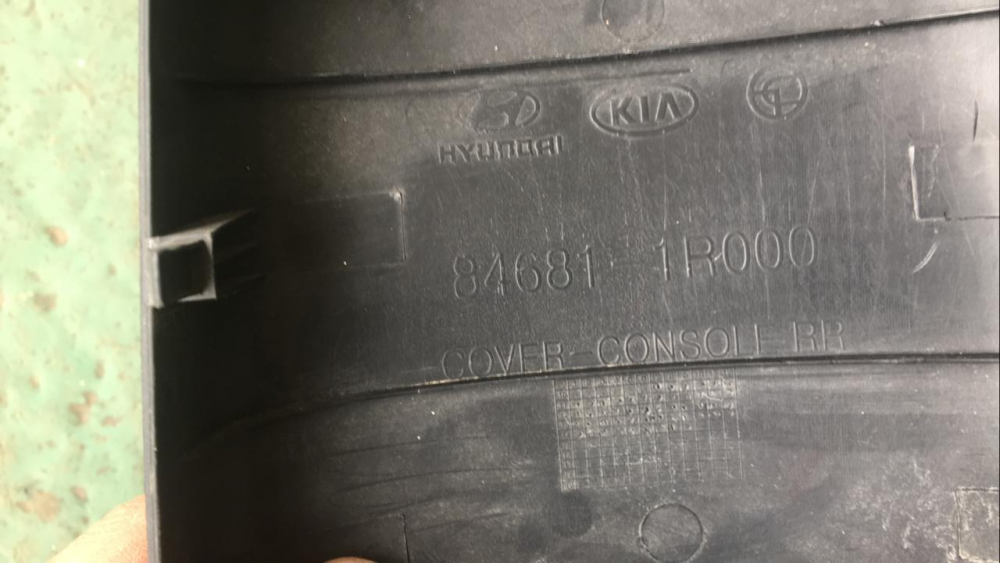 HYUNDAI KIA
84681-1R000
COVER-CONSOLE RR